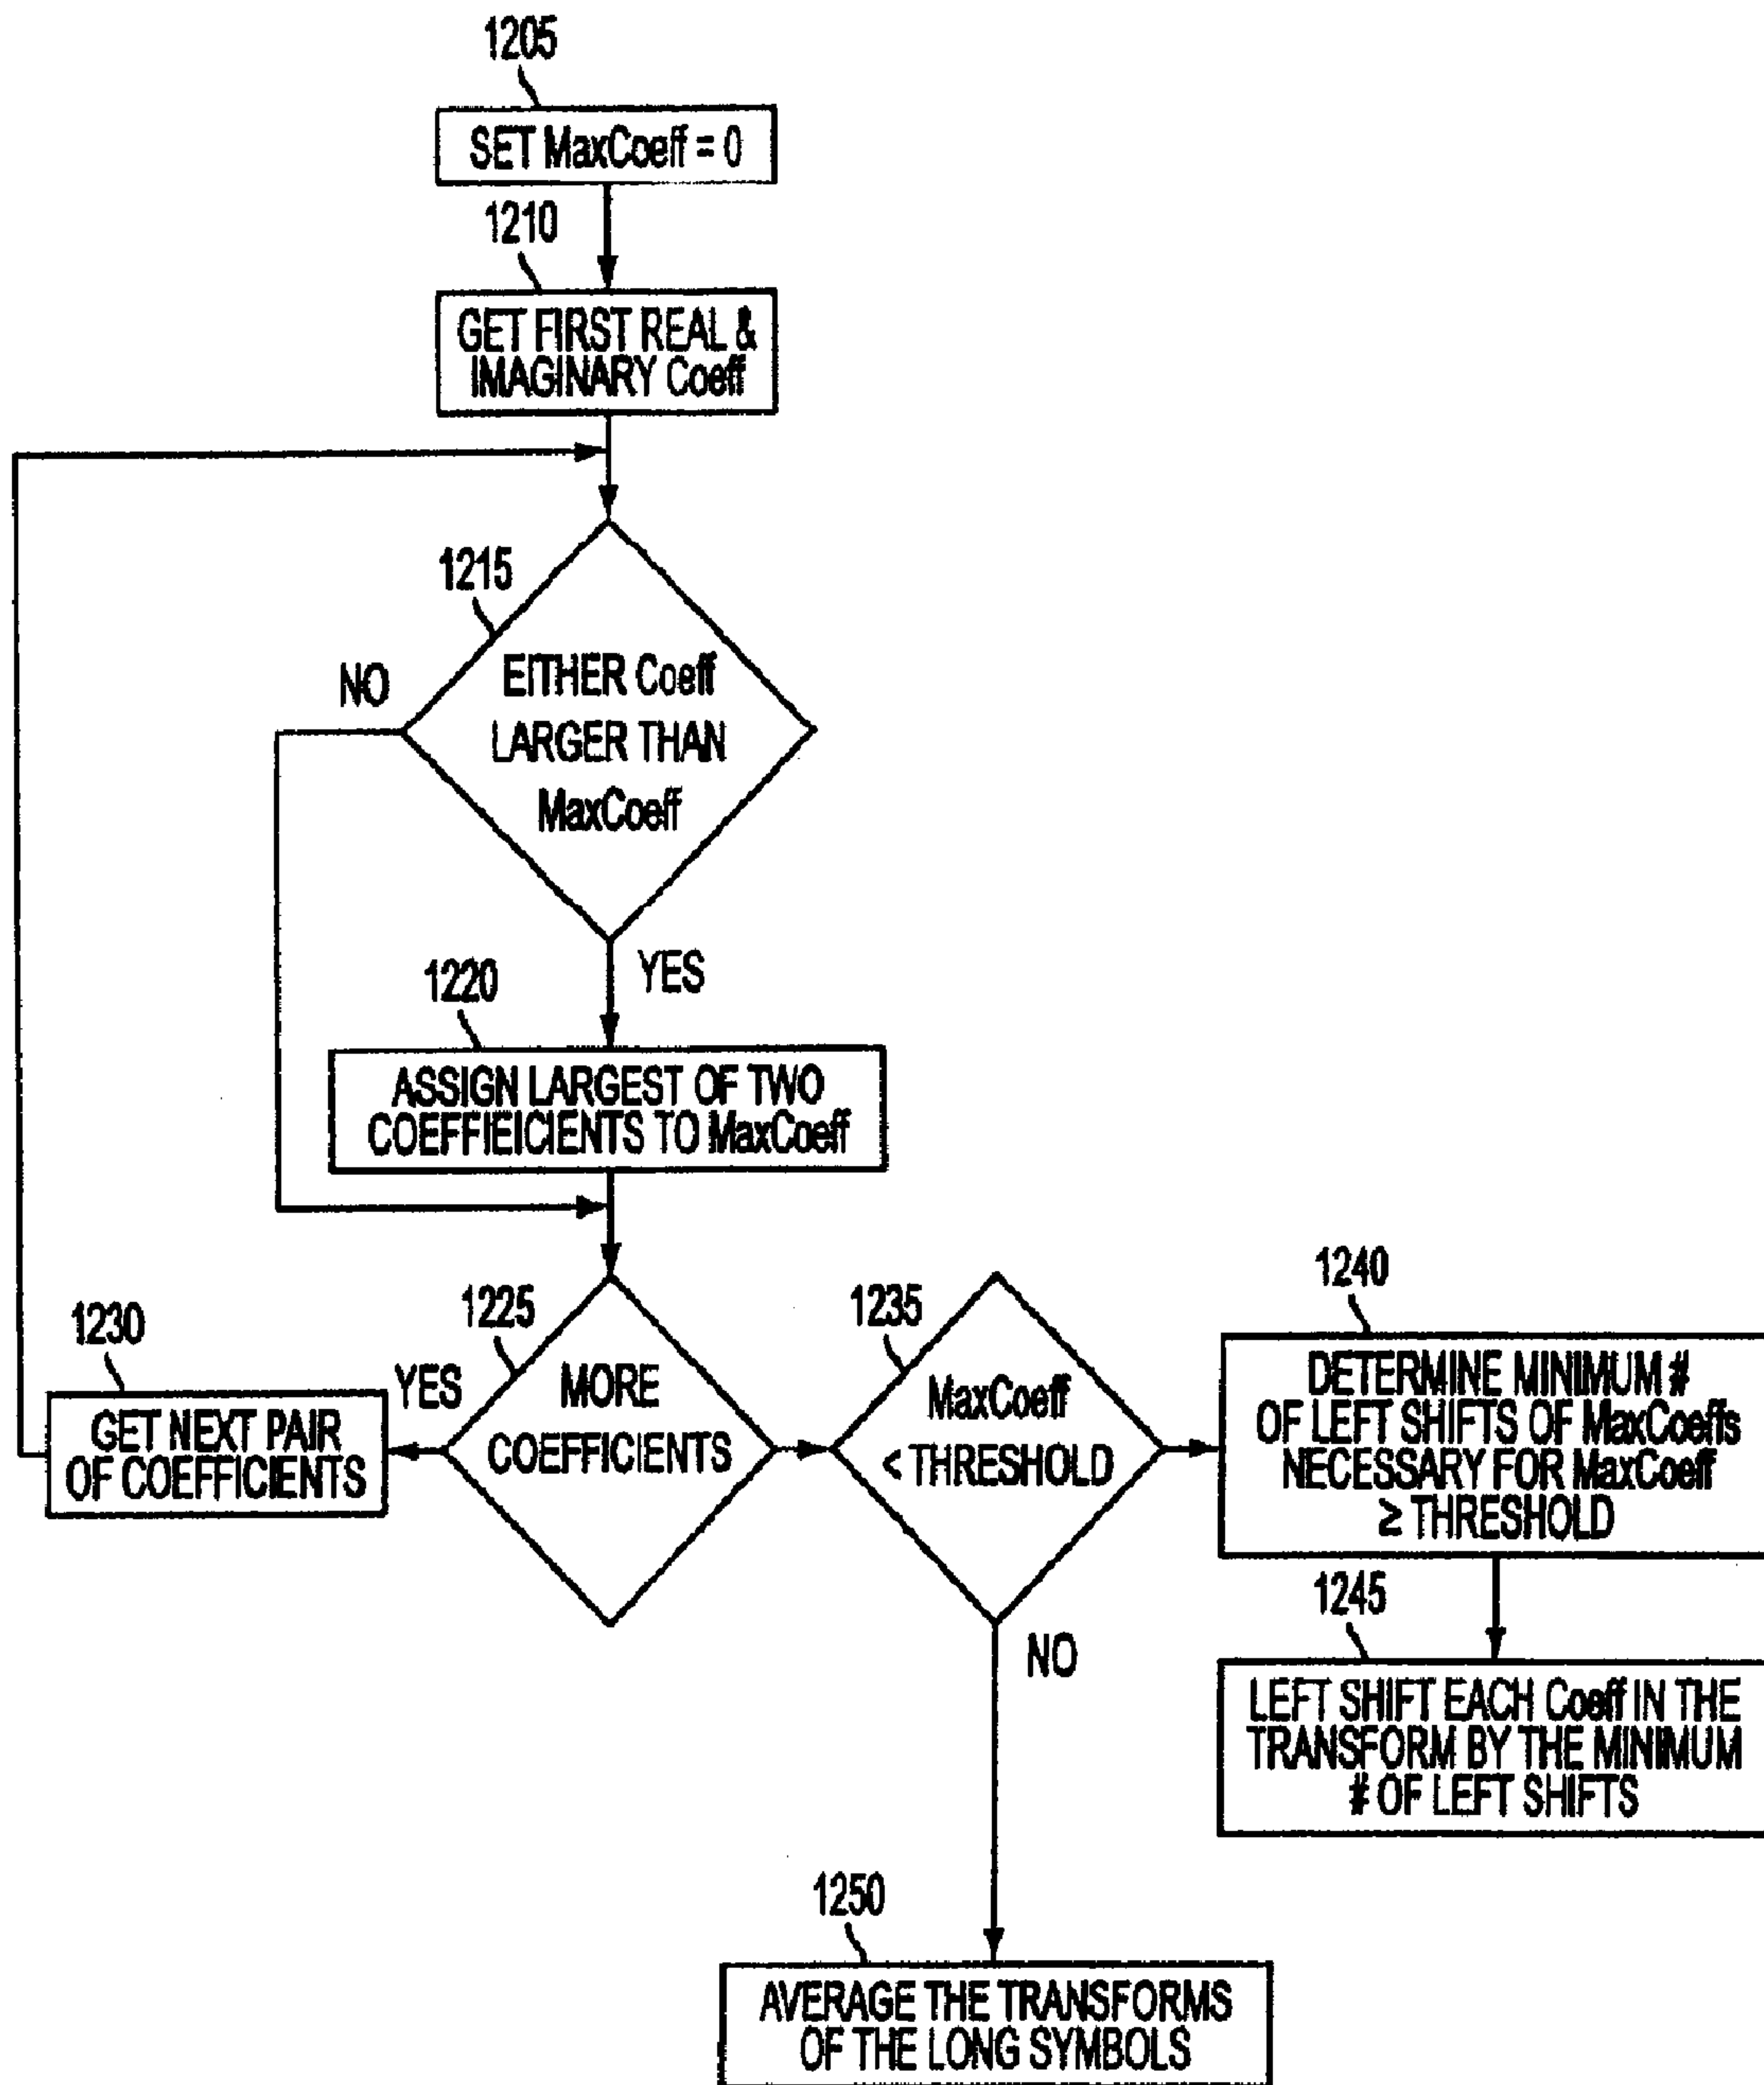 1205
SET MaxCoeff = 0
1210
GET FIRST REAL &
IMAGINARY Coeff
1215
NO
EITHER Coeff
LARGER THAN
MaxCoeff
YES
1220
ASSIGN LARGEST OF TWO
COEFFIEICIENTS TO MaxCoeff
1230
GET NEXT PAIR
OF COEFFICIENTS
YES
1225
MORE
COEFFICIENTS
1235
MaxCoeff
< THRESHOLD
NO
1240
DETERMINE MINIMUM #
OF LEFT SHIFTS OF MaxCoeffs
NECESSARY FOR MaxCoeff
≥ THRESHOLD
1245
LEFT SHIFT EACH Coeff IN THE
TRANSFORM BY THE MINIMUM
# OF LEFT SHIFTS
1250
AVERAGE THE TRANSFORMS
OF THE LONG SYMBOLS